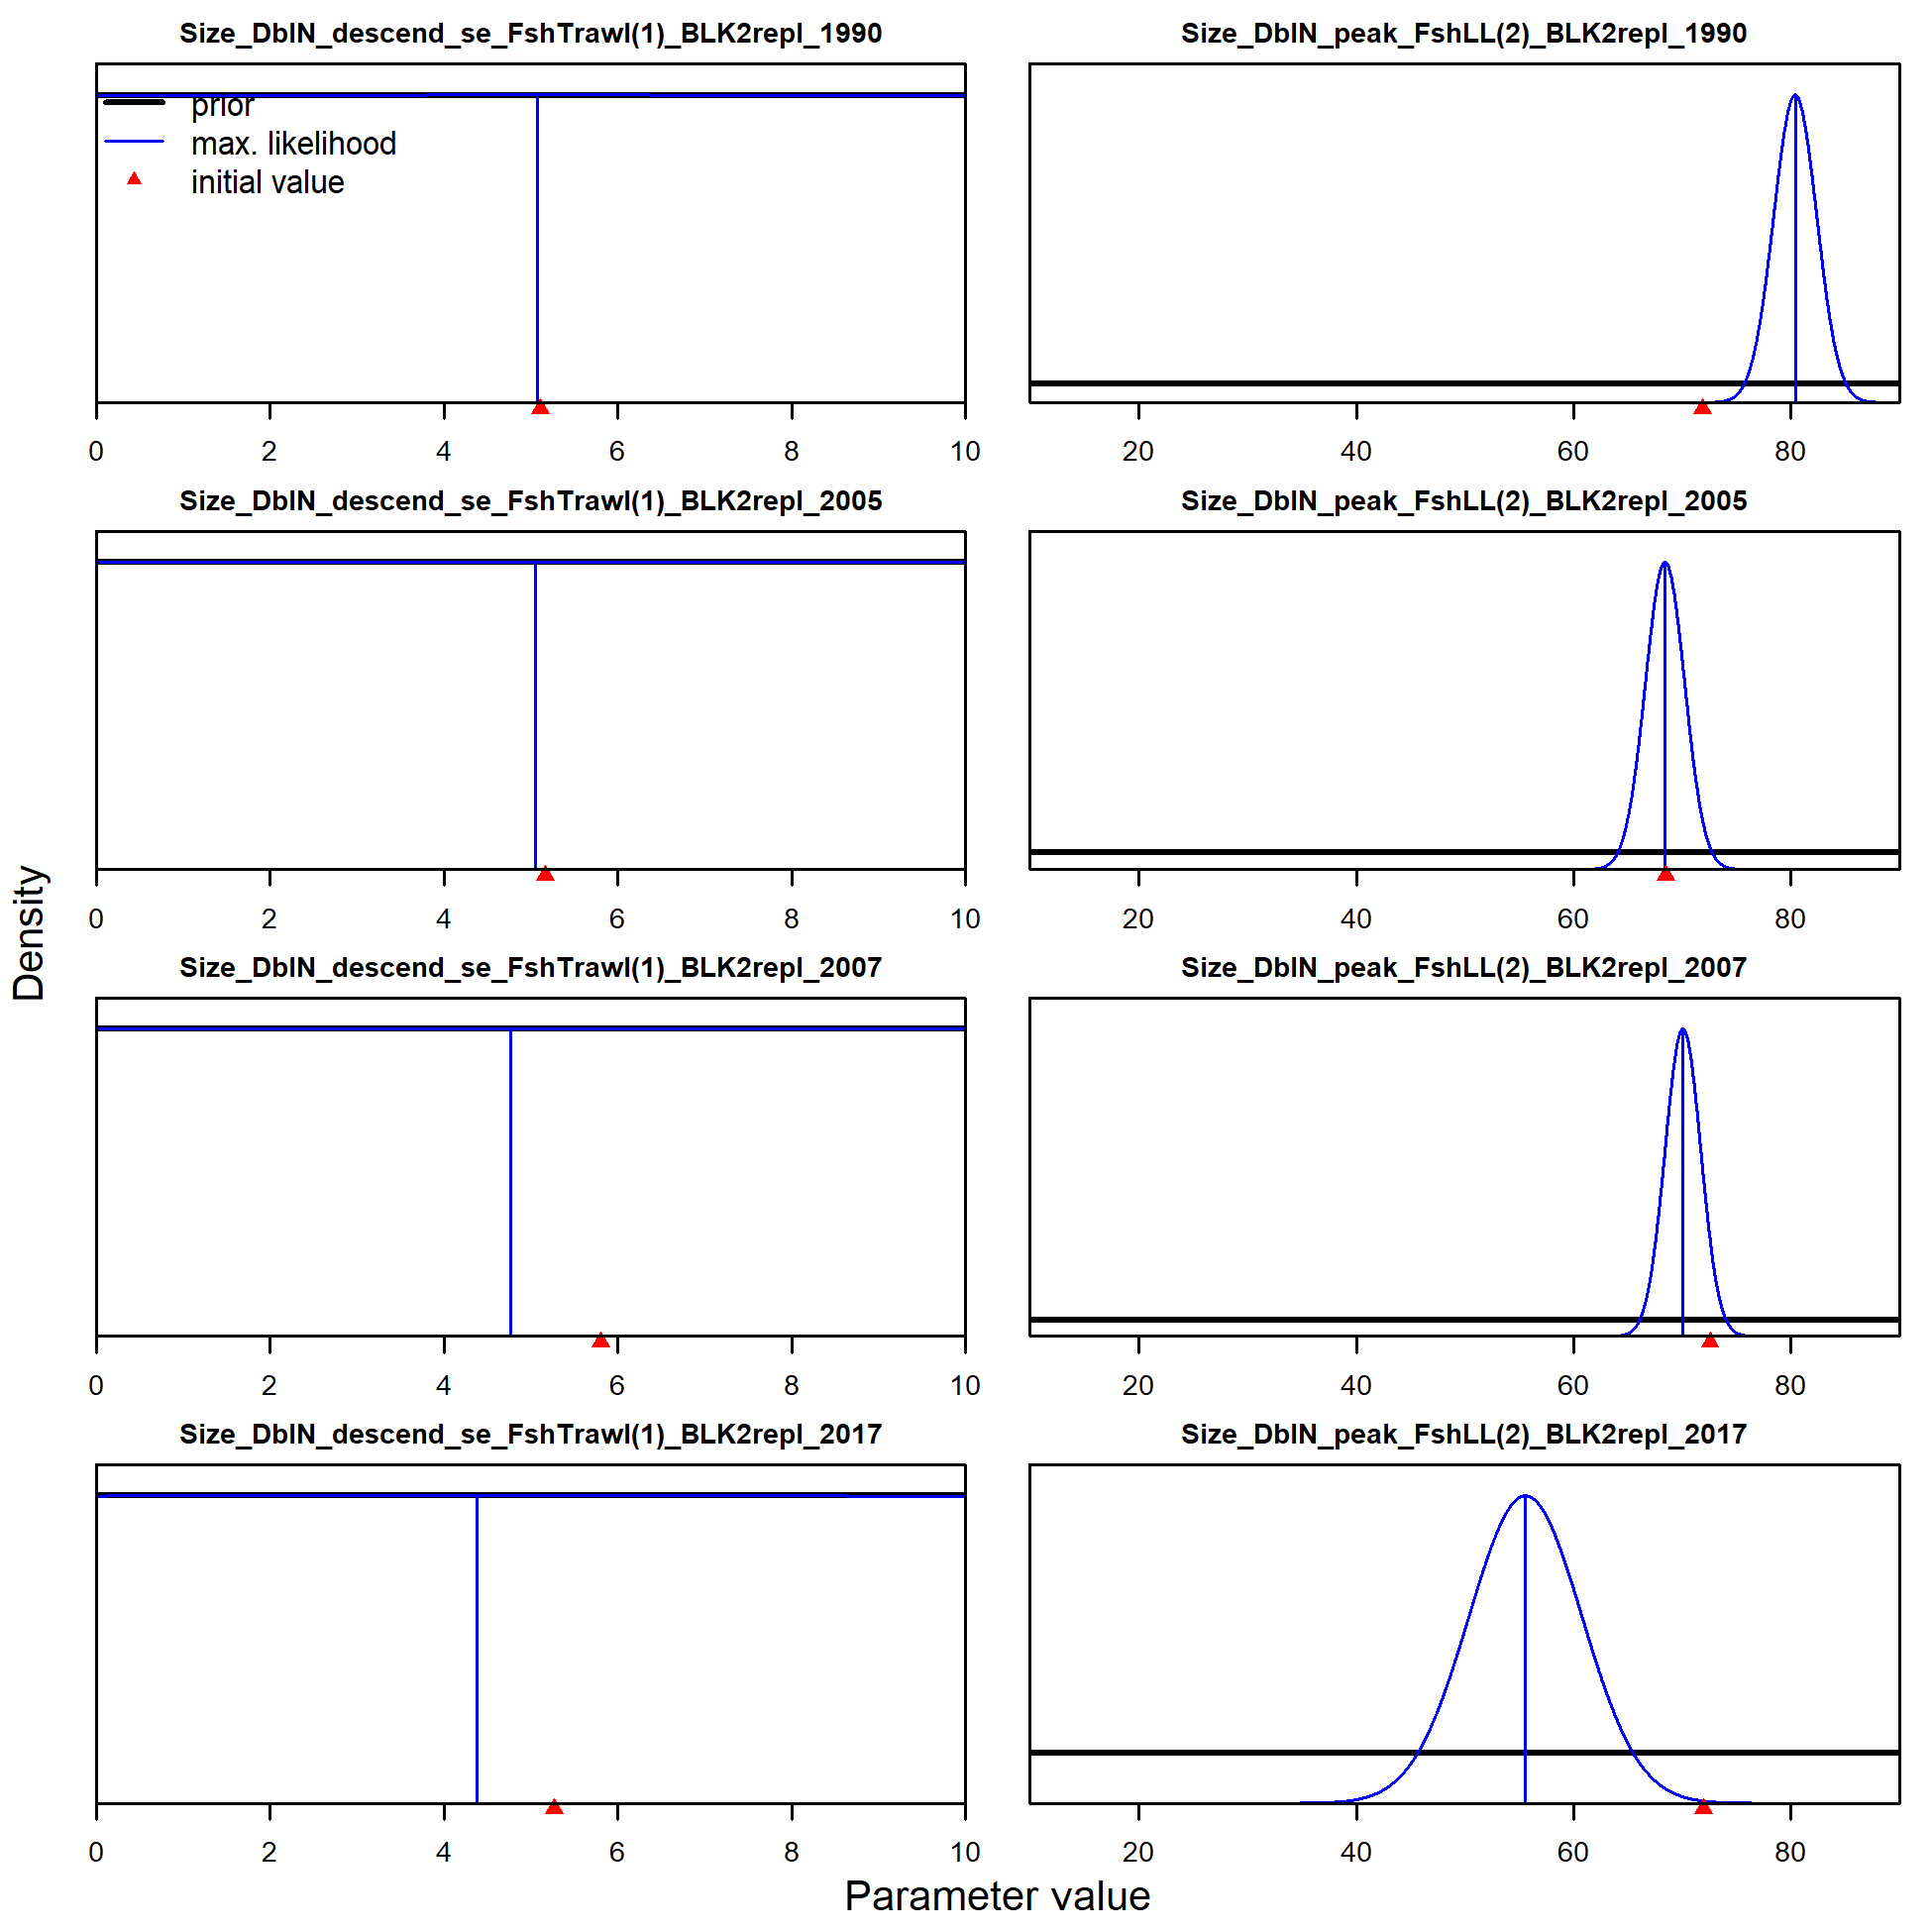 Size_DblN_descend_se_FshTrawl(1)_BLK2repl_1990
prior
max. likelihood
initial value
0 2 4 6 8 10
Size_DblN_peak_FshLL(2)_BLK2repl_1990
20 40 60 80
Size_DblN_descend_se_FshTrawl(1)_BLK2repl_2005
0 2 4 6 8 10
Size_DblN_peak_FshLL(2)_BLK2repl_2005
20 40 60 80
Size_DblN_descend_se_FshTrawl(1)_BLK2repl_2007
0 2 4 6 8 10
Size_DblN_peak_FshLL(2)_BLK2repl_2007
20 40 60 80
Size_DblN_descend_se_FshTrawl(1)_BLK2repl_2017
0 2 4 6 8 10
Size_DblN_peak_FshLL(2)_BLK2repl_2017
20 40 60 80
Density
Parameter value